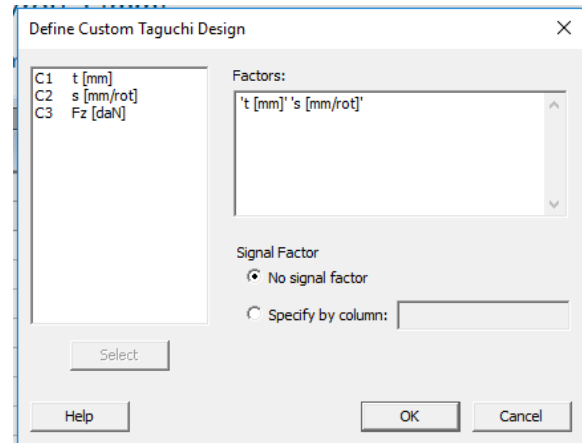 Define Custom Taguchi Design
C1 t [mm]
C2 s [mm/rot]
C3 Fz [daN]
Factors:
't [mm]' 's [mm/rot]'
Signal Factor
No signal factor
Specify by column:
Select
Help
OK
Cancel